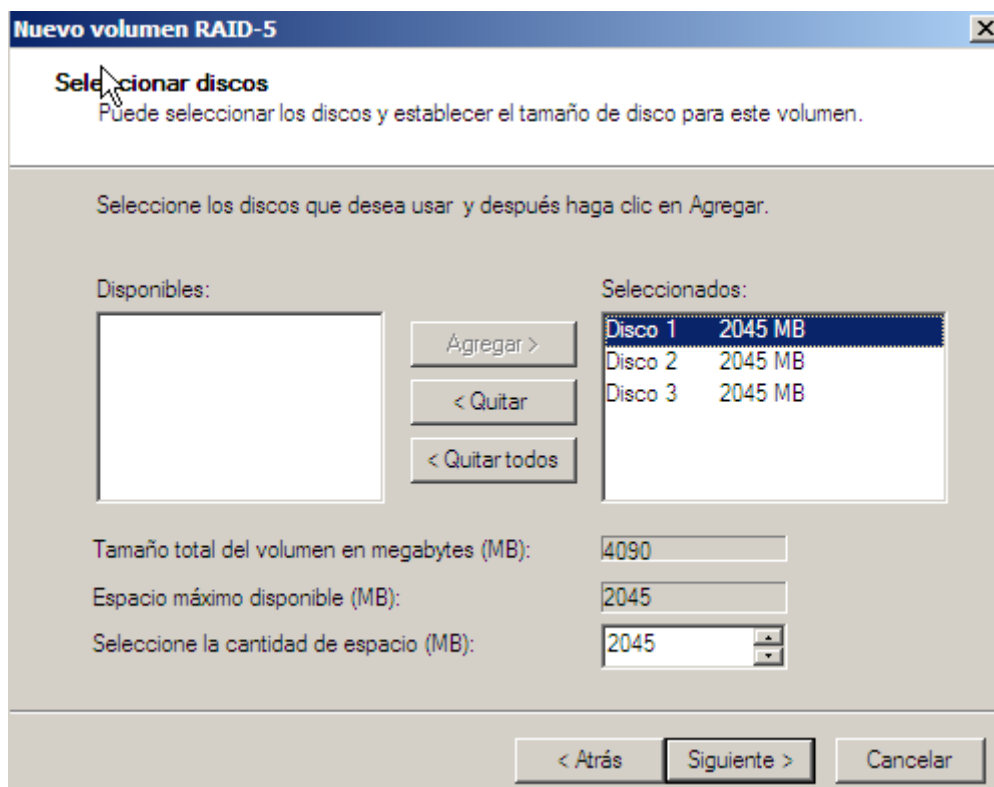 Nuevo volumen RAID-5
Seleccionar discos
Puede seleccionar los discos y establecer el tamaño de disco para este volumen.
Seleccione los discos que desea usar y después haga clic en Agregar.
Disponibles:
Seleccionados:
Agregar >
< Quitar
< Quitar todos
Disco 1 2045 MB
Disco 2 2045 MB
Disco 3 2045 MB
Tamaño total del volumen en megabytes (MB): 4090
Espacio máximo disponible (MB): 2045
Seleccione la cantidad de espacio (MB): 2045
< Atrás Siguiente > Cancelar